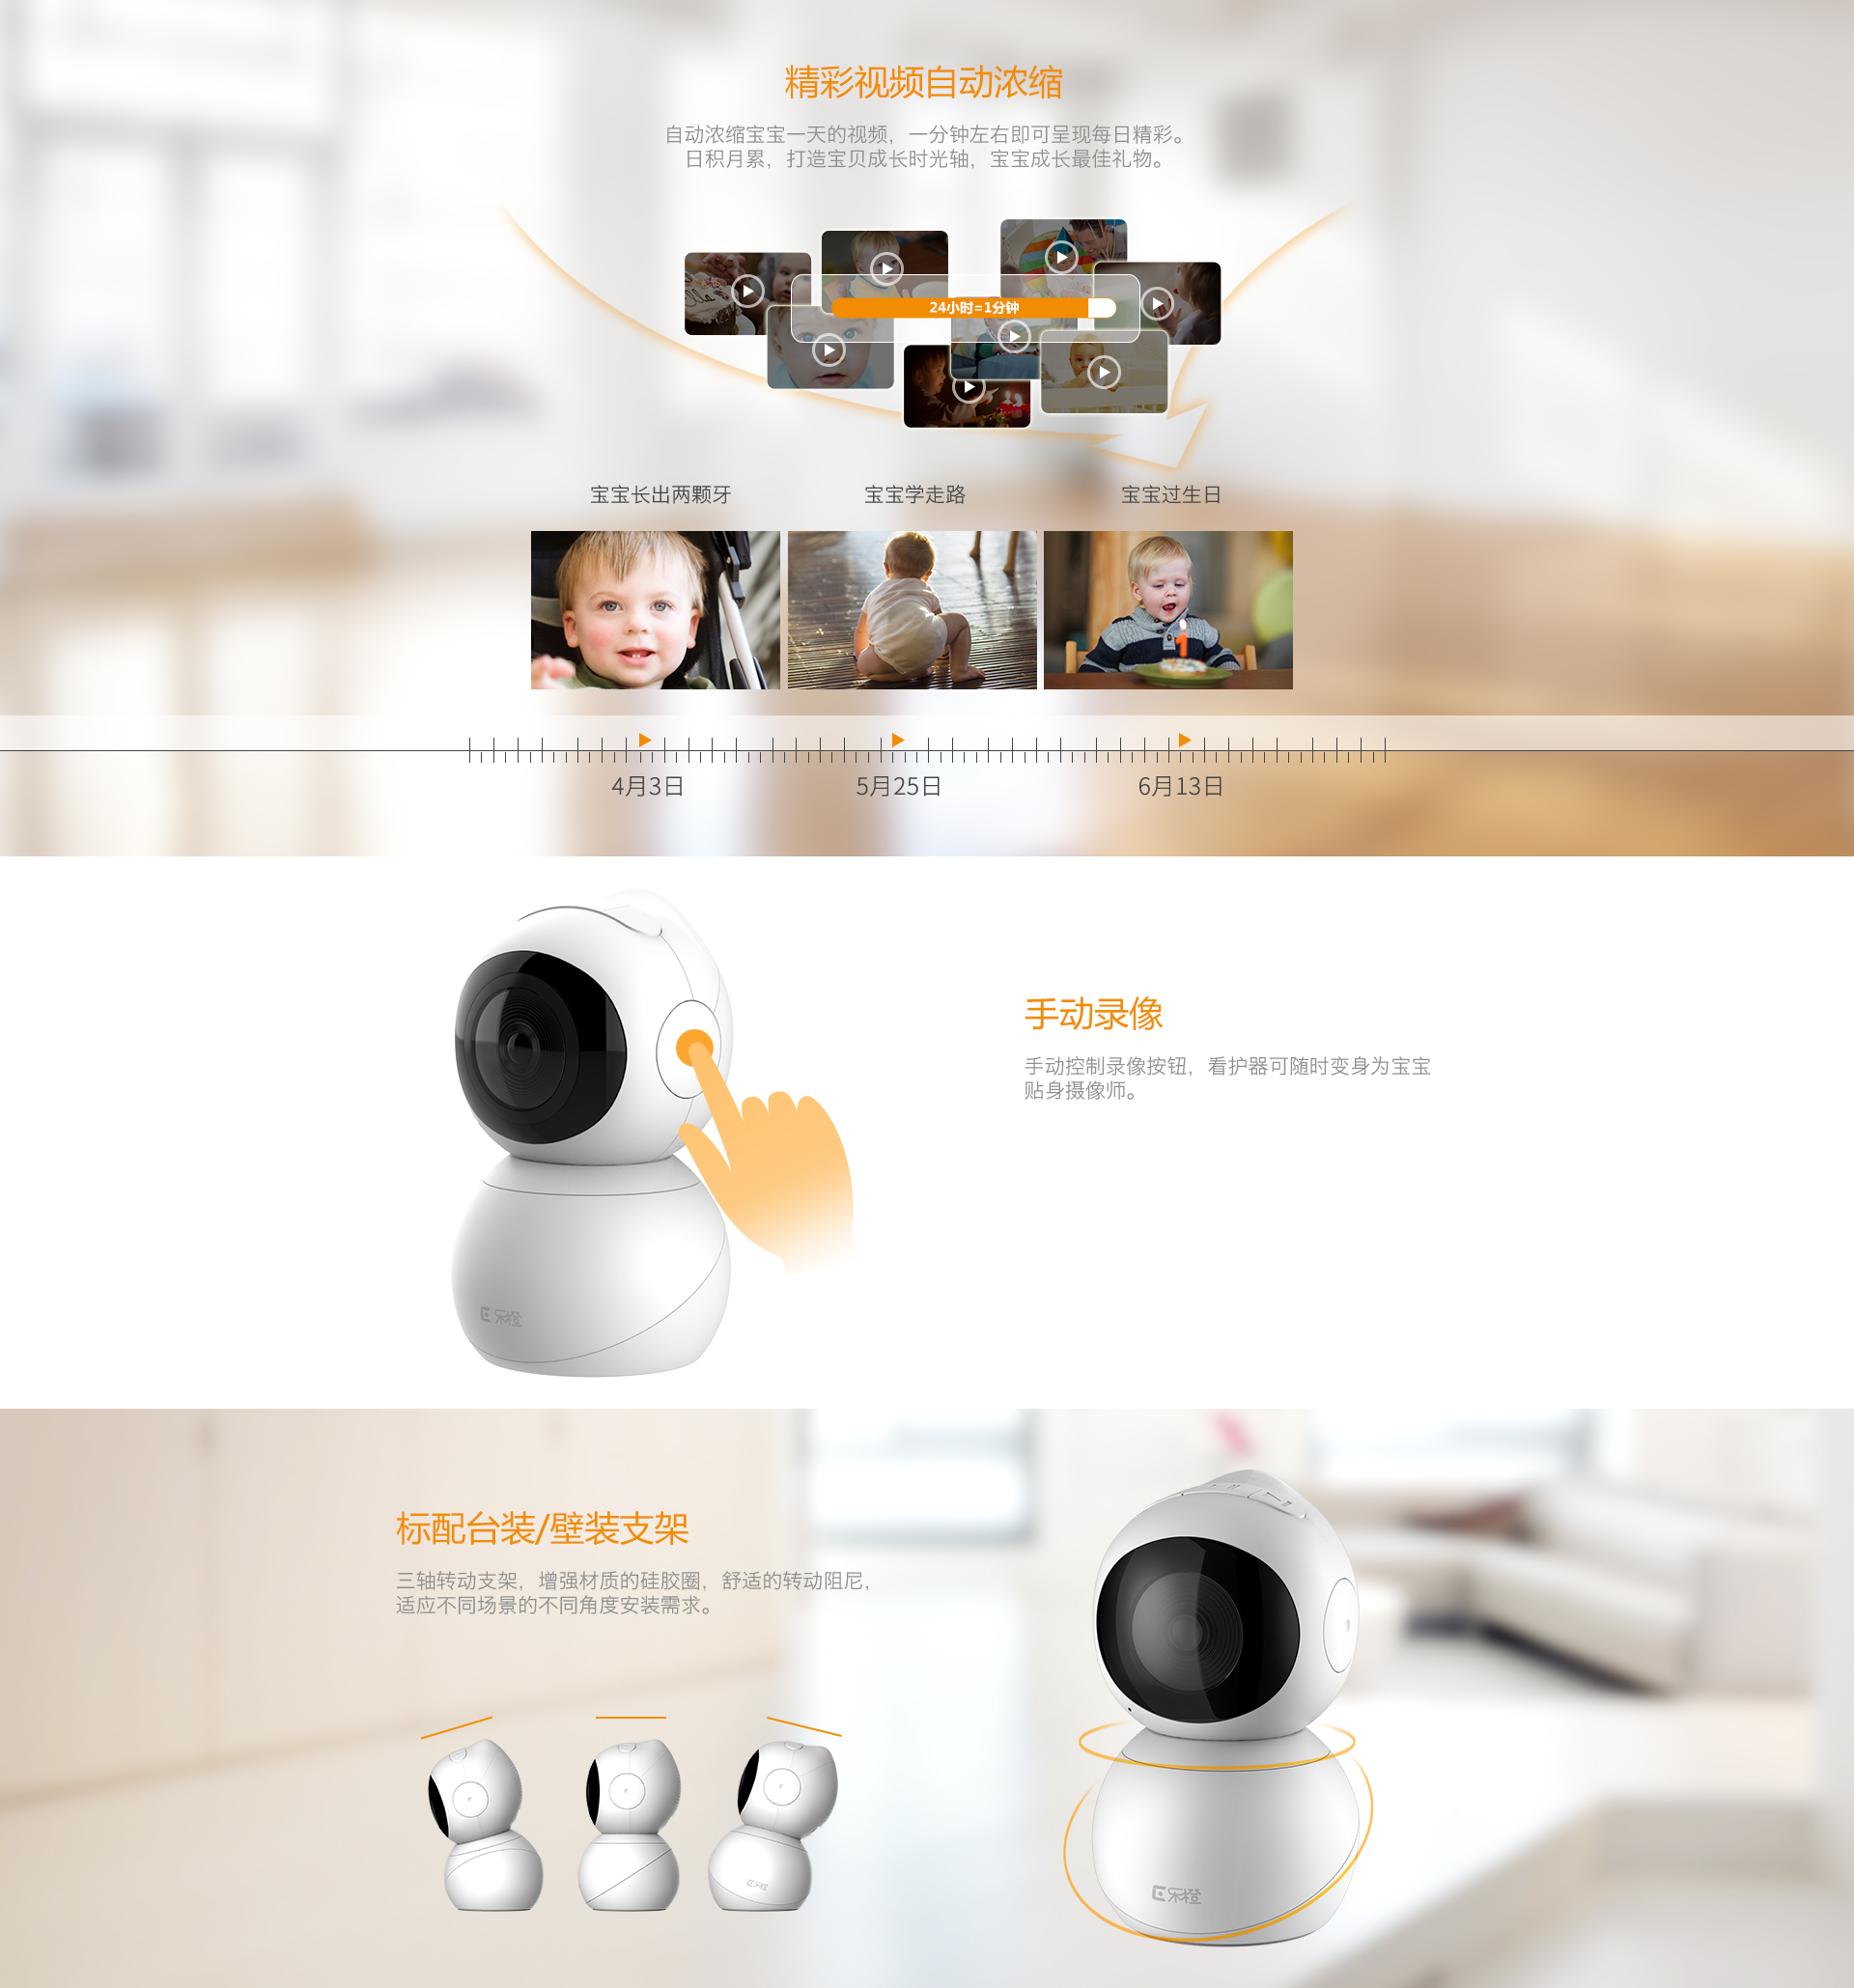 精彩视频自动浓缩
自动浓缩宝宝一天的视频，一分钟左右即可呈现每日精彩。
日积月累，打造宝贝成长时光轴，宝宝成长最佳礼物。
24小时=1分钟
宝宝长出两颗牙
宝宝学走路
宝宝过生日
4月3日
5月25日
6月13日
手动录像
手动控制录像按钮，看护器可随时变身为宝宝
贴身摄像师。
乐橙
标配台装/壁装支架
三轴转动支架，增强材质的硅胶圈，舒适的转动阻尼，
适应不同场景的不同角度安装需求。
乐橙
乐橙